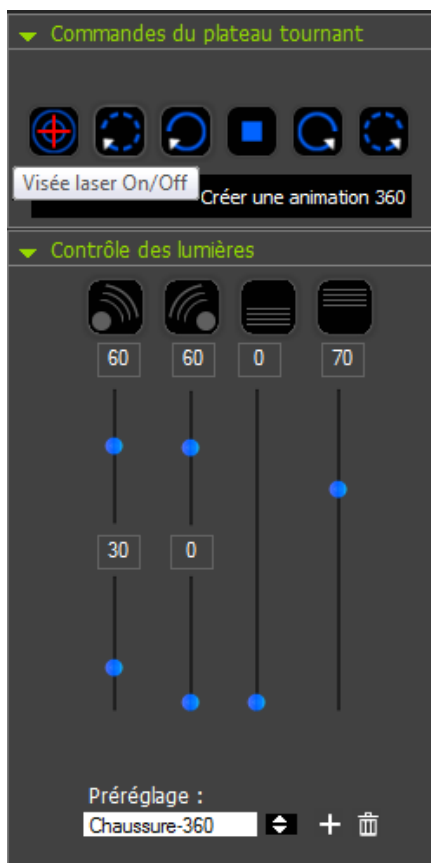 Commandes du plateau tournant
Visée laser On/Off
Créer une animation 360
Contrôle des lumières
60 60 0 70
30 0
Préréglage :
Chaussure-360